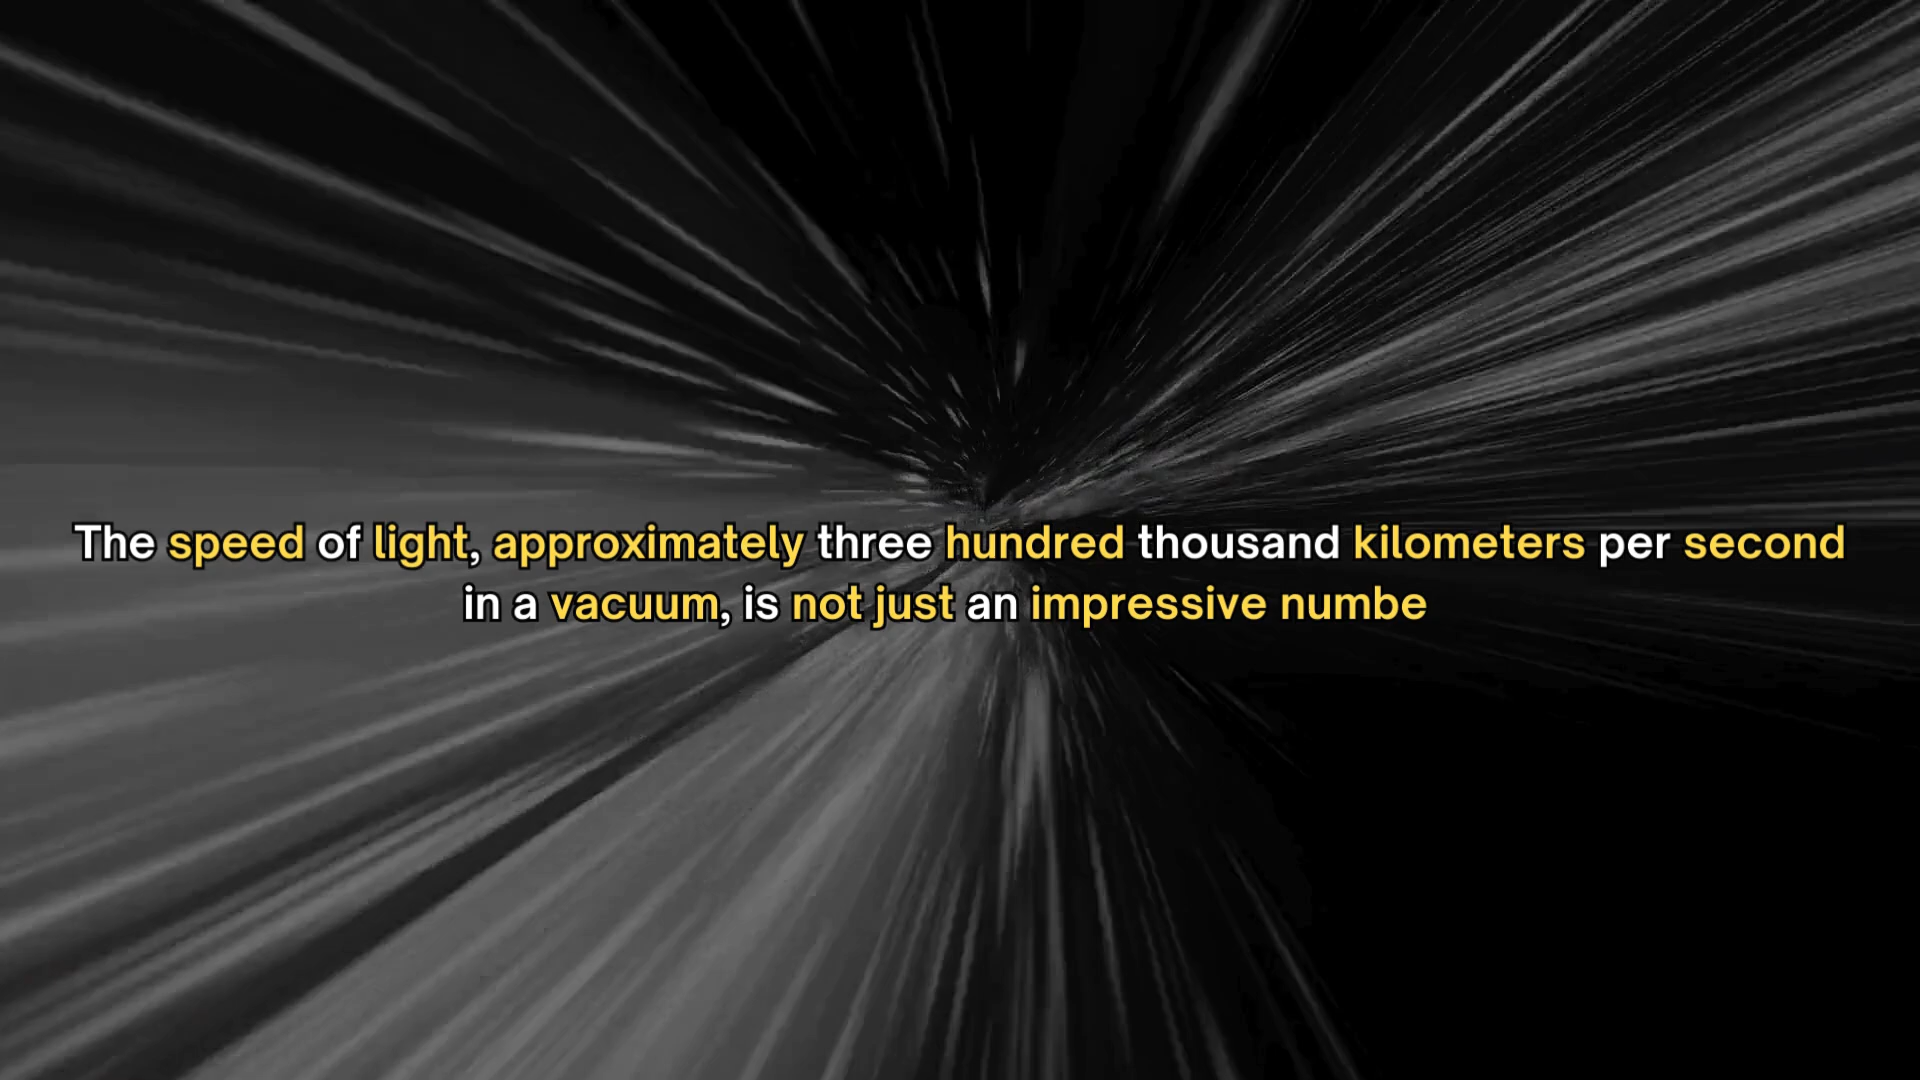 The speed of light, approximately three hundred thousand kilometers per second
in a vacuum, is not just an impressive numbe